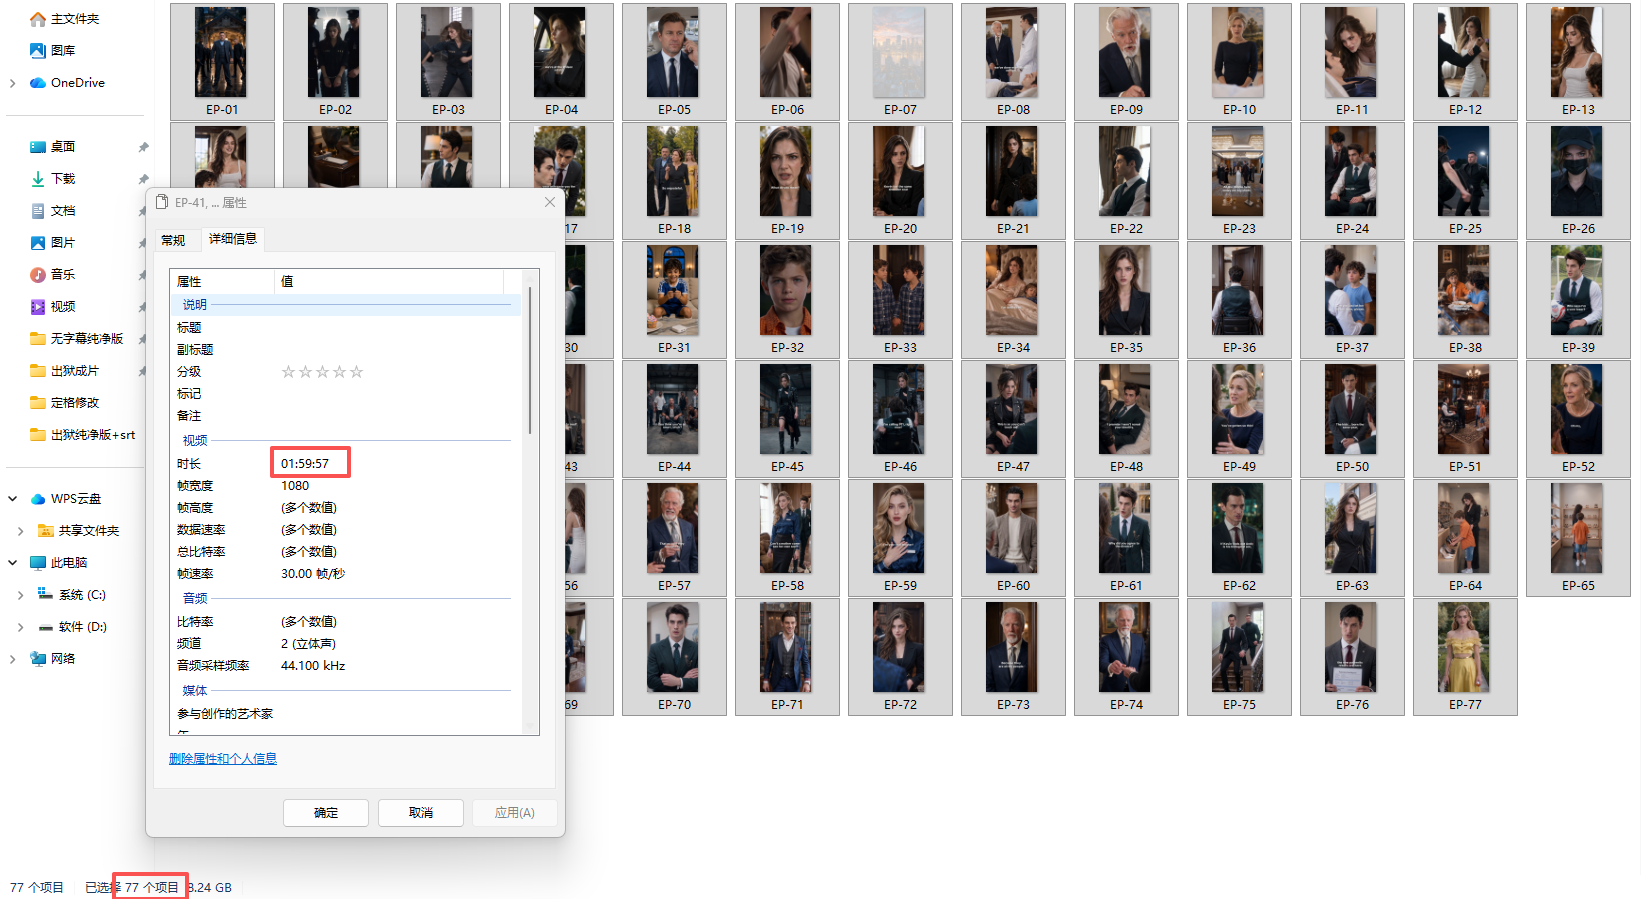 主文件夹
图库
OneDrive
桌面
下载
文档
图片
音乐
视频
无字幕纯净版
出狱成片
定格修改
出狱纯净版+srt
WPS云盘
共享文件夹
此电脑
系统 (C:)
软件 (D:)
网络
EP-01
EP-02
EP-03
EP-04
EP-05
EP-06
EP-07
EP-08
EP-09
EP-10
EP-11
EP-12
EP-13
17
EP-18
EP-19
EP-20
EP-21
EP-22
EP-23
EP-24
EP-25
EP-26
30
EP-31
EP-32
EP-33
EP-34
EP-35
EP-36
EP-37
EP-38
EP-39
43
EP-44
EP-45
EP-46
EP-47
EP-48
EP-49
EP-50
EP-51
EP-52
56
EP-57
EP-58
EP-59
EP-60
EP-61
EP-62
EP-63
EP-64
EP-65
69
EP-70
EP-71
EP-72
EP-73
EP-74
EP-75
EP-76
EP-77
EP-41, ... 属性
常规 详细信息
属性 值
说明
标题
副标题
分级
标记
备注
视频
时长 01:59:57
帧宽度 1080
帧高度 (多个数值)
数据速率 (多个数值)
总比特率 (多个数值)
帧速率 30.00 帧/秒
音频
比特率 (多个数值)
频道 2 (立体声)
音频采样频率 44.100 kHz
媒体
参与创作的艺术家
删除属性和个人信息
确定 取消 应用(A)
77 个项目 已选择 77 个项目 8.24 GB